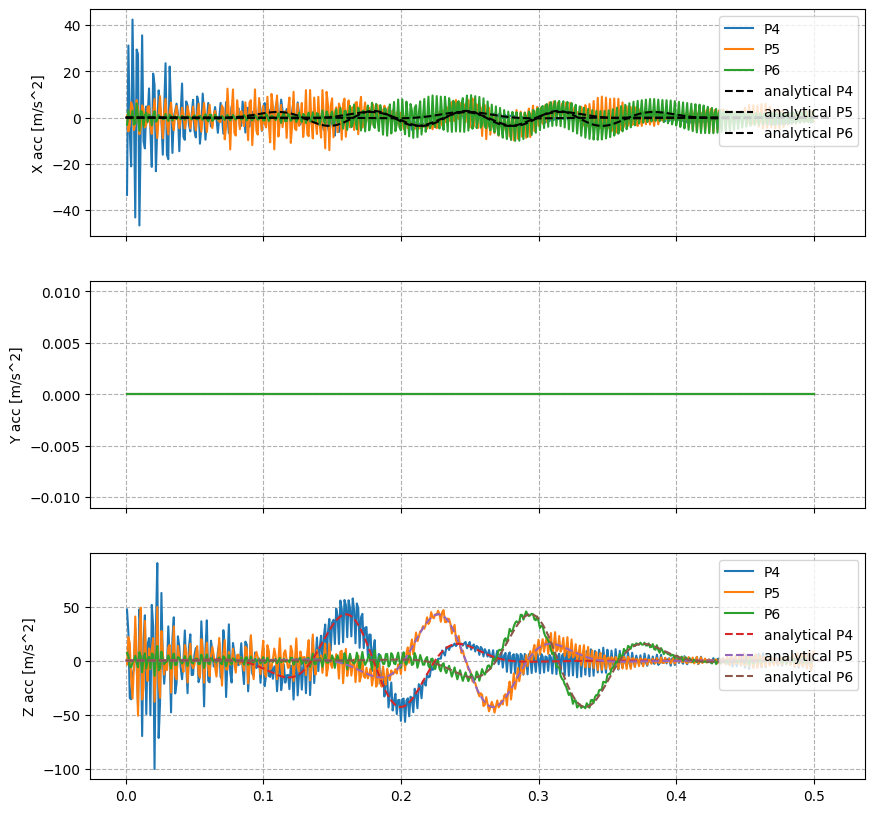 X acc [m/s^2]
40
20
0
−20
−40
P4
P5
P6
analytical P4
analytical P5
analytical P6
Y acc [m/s^2]
0.010
0.005
0.000
−0.005
−0.010
Z acc [m/s^2]
50
0
−50
−100
P4
P5
P6
analytical P4
analytical P5
analytical P6
0.0 0.1 0.2 0.3 0.4 0.5